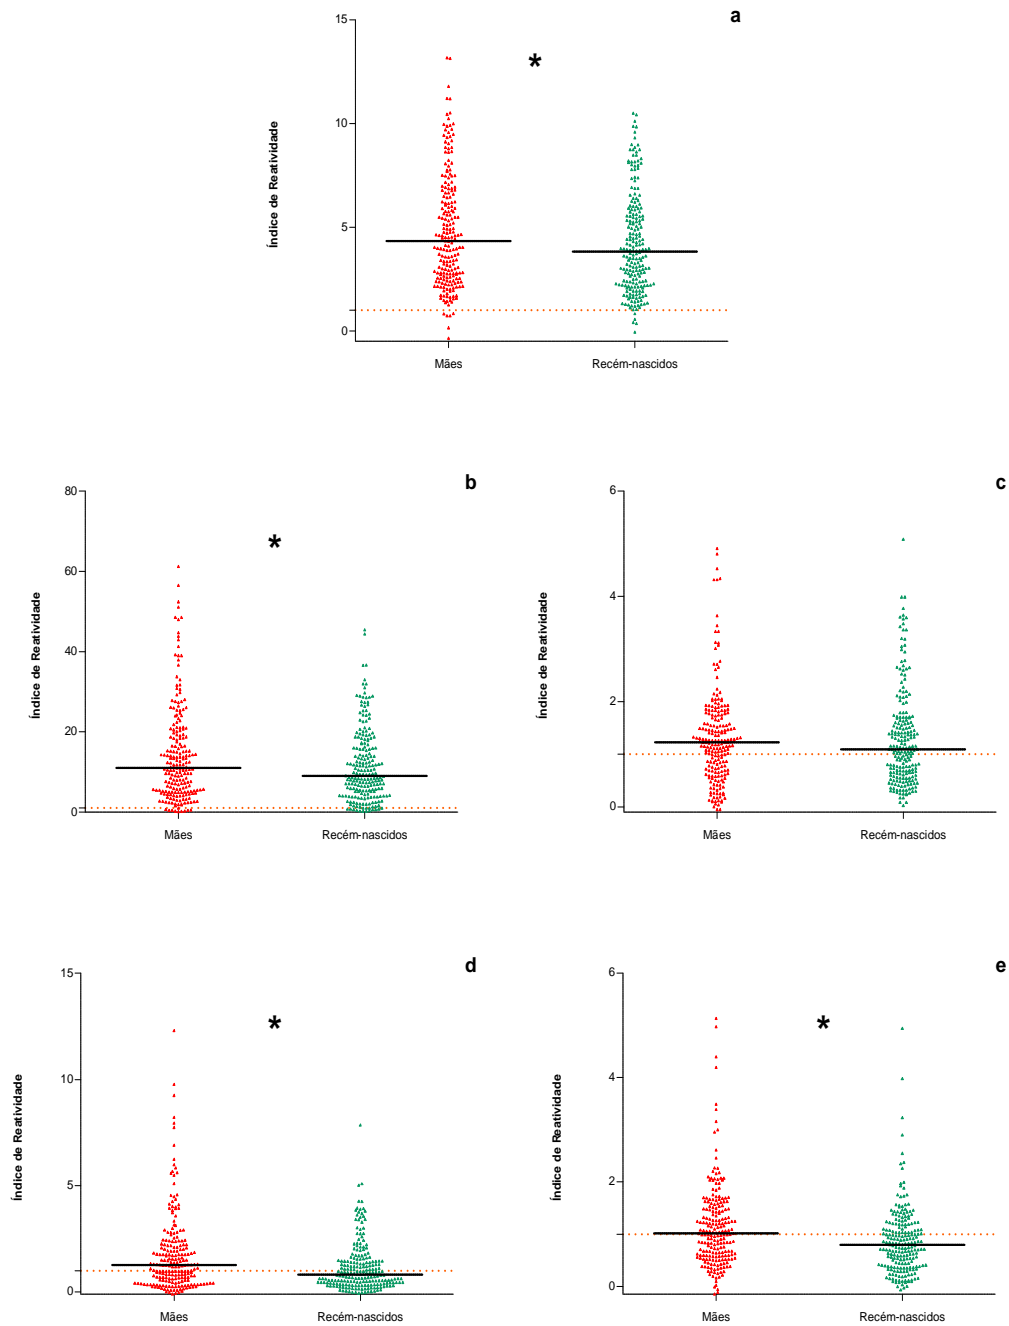 a
15
*
10
Índice de Reatividade
5
0
Mães Recém-nascidos
b
80
*
60
Índice de Reatividade
40
20
0
Mães Recém-nascidos
c
6
4
Índice de Reatividade
2
0
Mães Recém-nascidos
d
15
*
10
Índice de Reatividade
5
0
Mães Recém-nascidos
e
6
*
4
Índice de Reatividade
2
0
Mães Recém-nascidos